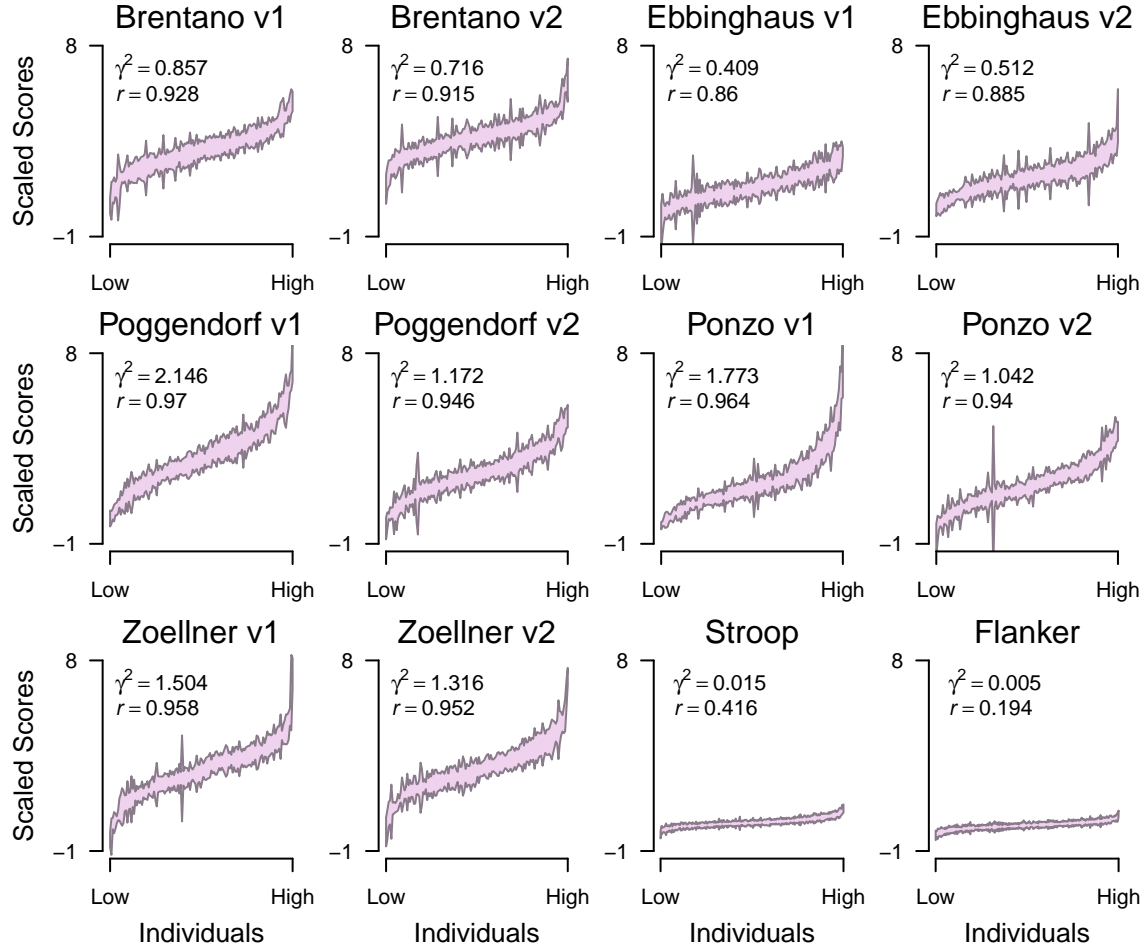 Brentano v1
Brentano v2
Ebbinghaus v1
Ebbinghaus v2
Scaled Scores
8
γ² = 0.857
r = 0.928
−1
Low
High
8
γ² = 0.716
r = 0.915
−1
Low
High
8
γ² = 0.409
r = 0.86
−1
Low
High
8
γ² = 0.512
r = 0.885
−1
Low
High
Poggendorf v1
Poggendorf v2
Ponzo v1
Ponzo v2
Scaled Scores
8
γ² = 2.146
r = 0.97
−1
Low
High
8
γ² = 1.172
r = 0.946
−1
Low
High
8
γ² = 1.773
r = 0.964
−1
Low
High
8
γ² = 1.042
r = 0.94
−1
Low
High
Zoellner v1
Zoellner v2
Stroop
Flanker
Scaled Scores
8
γ² = 1.504
r = 0.958
−1
Low
High
Individuals
8
γ² = 1.316
r = 0.952
−1
Low
High
Individuals
8
γ² = 0.015
r = 0.416
−1
Low
High
Individuals
8
γ² = 0.005
r = 0.194
−1
Low
High
Individuals